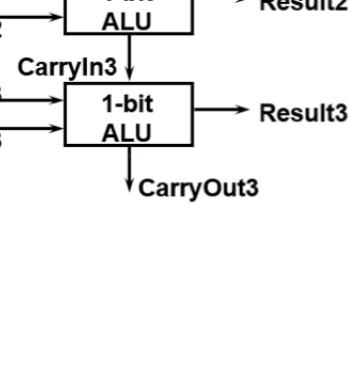 Result2
ALU
CarryIn3
1-bit
ALU
Result3
CarryOut3